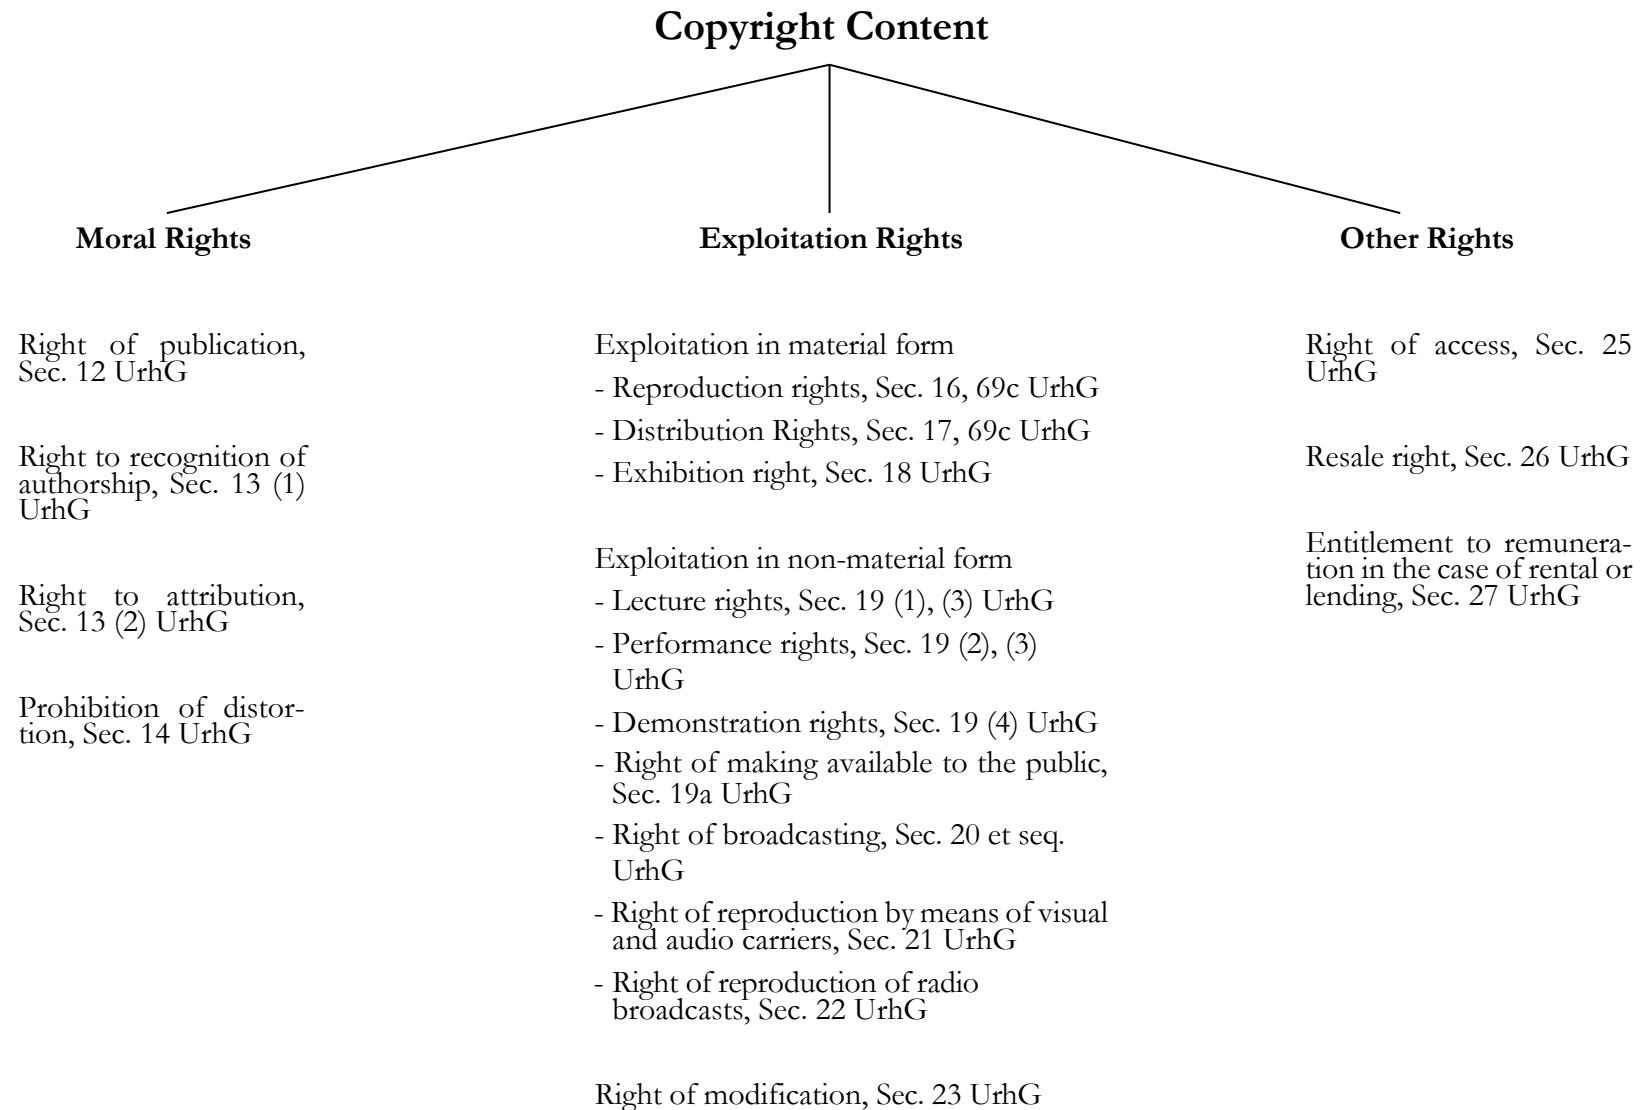 Copyright Content
Moral Rights
Right of publication,
Sec. 12 UrhG
Right to recognition of
authorship, Sec. 13 (1)
UrhG
Right to attribution,
Sec. 13 (2) UrhG
Prohibition of distor-
tion, Sec. 14 UrhG
Exploitation Rights
Exploitation in material form
- Reproduction rights, Sec. 16, 69c UrhG
- Distribution Rights, Sec. 17, 69c UrhG
- Exhibition right, Sec. 18 UrhG
Exploitation in non-material form
- Lecture rights, Sec. 19 (1), (3) UrhG
- Performance rights, Sec. 19 (2), (3)
UrhG
- Demonstration rights, Sec. 19 (4) UrhG
- Right of making available to the public,
Sec. 19a UrhG
- Right of broadcasting, Sec. 20 et seq.
UrhG
- Right of reproduction by means of visual
and audio carriers, Sec. 21 UrhG
- Right of reproduction of radio
broadcasts, Sec. 22 UrhG
Right of modification, Sec. 23 UrhG
Other Rights
Right of access, Sec. 25
UrhG
Resale right, Sec. 26 UrhG
Entitlement to remunera-
tion in the case of rental or
lending, Sec. 27 UrhG